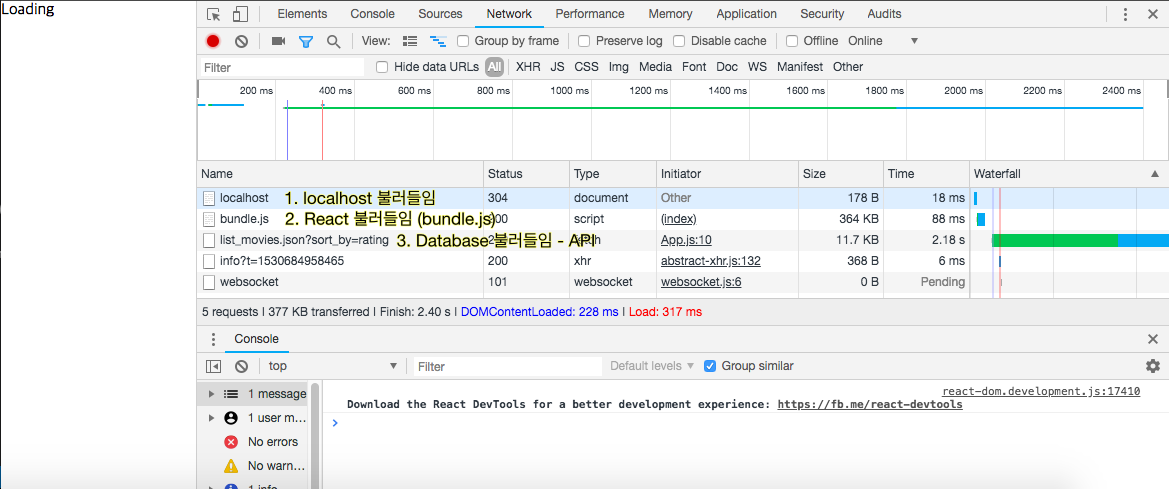 Loading
Elements Console Sources Network Performance Memory Application Security Audits
View: Group by frame Preserve log Disable cache Offline Online
Filter Hide data URLs All XHR JS CSS Img Media Font Doc WS Manifest Other
200 ms 400 ms 600 ms 800 ms 1000 ms 1200 ms 1400 ms 1600 ms 1800 ms 2000 ms 2200 ms 2400 ms
Name Status Type Initiator Size Time Waterfall
localhost 1. localhost 불러들임 304 document Other 178 B 18 ms
bundle.js 2. React 불러들임 (bundle.js) script (index) 364 KB 88 ms
list_movies.json?sort_by=rating 3. Database 불러들임 - API App.js:10 11.7 KB 2.18 s
info?t=1530684958465 200 xhr abstract-xhr.js:132 368 B 6 ms
websocket 101 websocket websocket.js:6 0 B Pending
5 requests | 377 KB transferred | Finish: 2.40 s | DOMContentLoaded: 228 ms | Load: 317 ms
Console
top Filter Default levels Group similar
1 message
react-dom.development.js:17410
Download the React DevTools for a better development experience: https://fb.me/react-devtools
1 user m...
No errors
No warn...
1 info